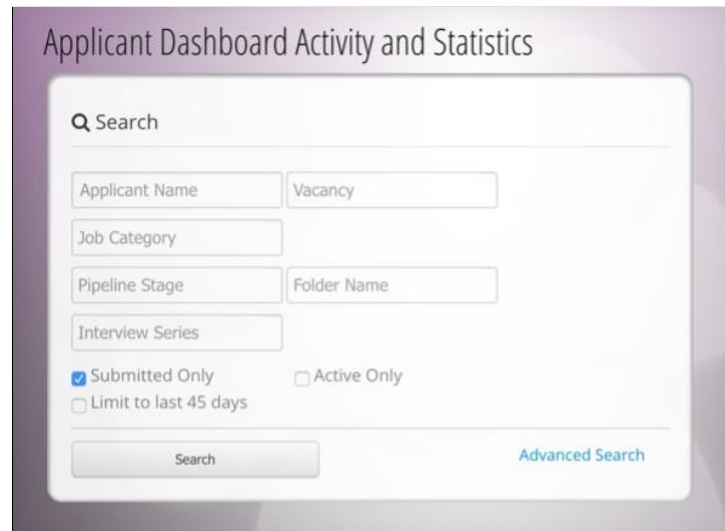 Applicant Dashboard Activity and Statistics
Search
Applicant Name Vacancy
Job Category
Pipeline Stage Folder Name
Interview Series
Submitted Only Active Only
Limit to last 45 days
Search Advanced Search